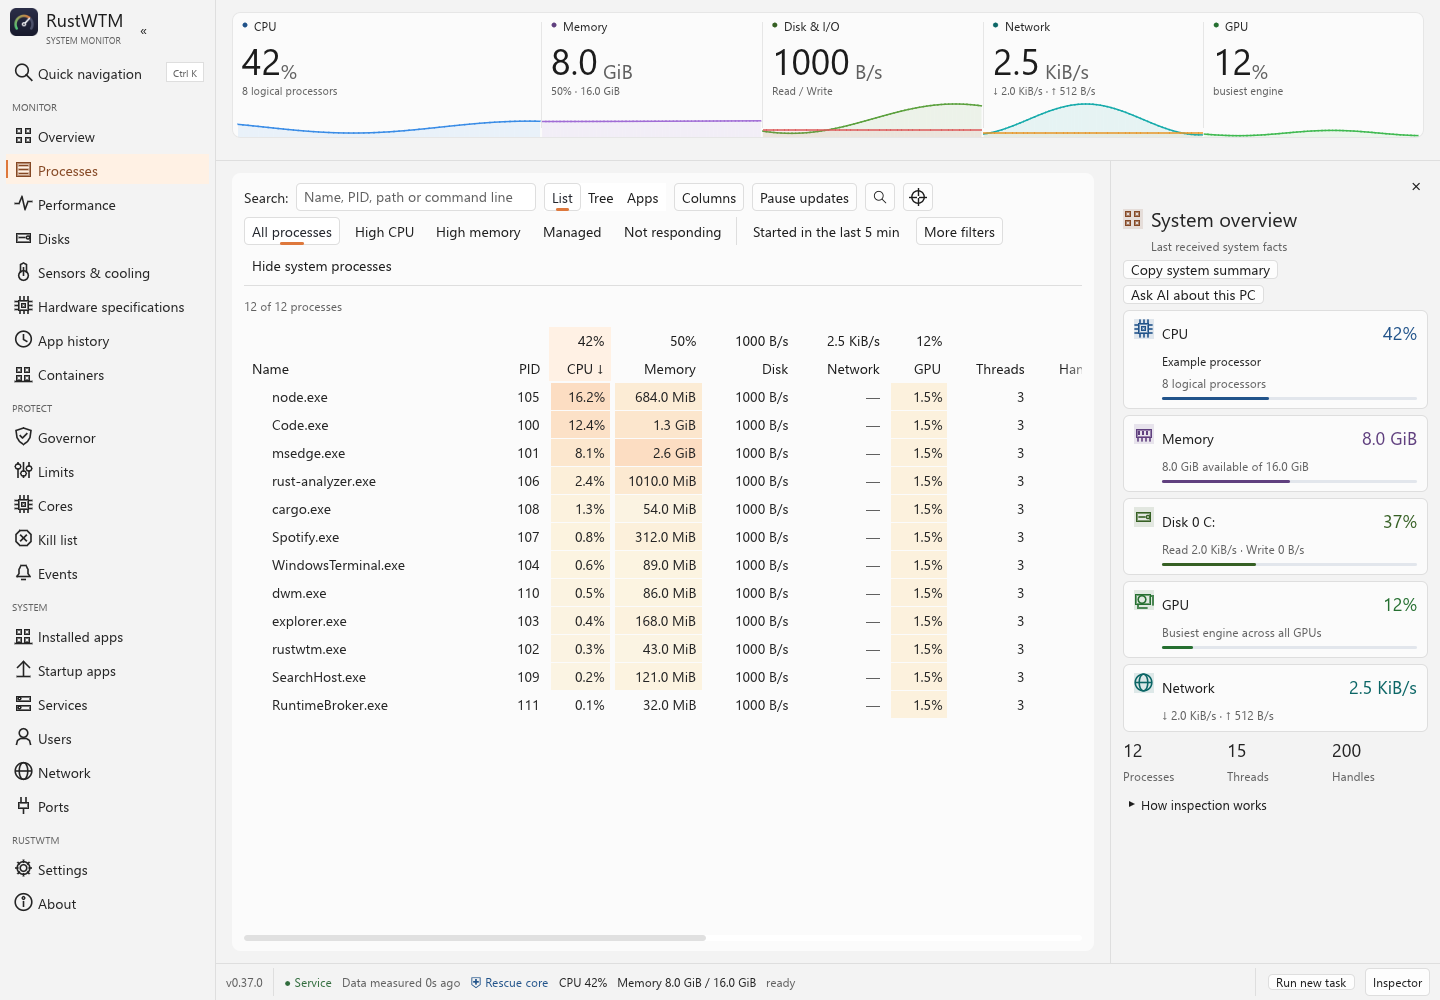 RustWTM
SYSTEM MONITOR
«
Quick navigation
Ctrl K
MONITOR
Overview
Processes
Performance
Disks
Sensors & cooling
Hardware specifications
App history
Containers
PROTECT
Governor
Limits
Cores
Kill list
Events
SYSTEM
Installed apps
Startup apps
Services
Users
Network
Ports
RUSTWTM
Settings
About
CPU
42%
8 logical processors
Memory
8.0 GiB
50% · 16.0 GiB
Disk & I/O
1000 B/s
Read / Write
Network
2.5 KiB/s
↓ 2.0 KiB/s · ↑ 512 B/s
GPU
12%
busiest engine
Search: Name, PID, path or command line List Tree Apps Columns Pause updates
All processes High CPU High memory Managed Not responding Started in the last 5 min More filters
Hide system processes
12 of 12 processes
42% 50% 1000 B/s 2.5 KiB/s 12%
Name PID CPU ↓ Memory Disk Network GPU Threads Han
node.exe 105 16.2% 684.0 MiB 1000 B/s — 1.5% 3
Code.exe 100 12.4% 1.3 GiB 1000 B/s — 1.5% 3
msedge.exe 101 8.1% 2.6 GiB 1000 B/s — 1.5% 3
rust-analyzer.exe 106 2.4% 1010.0 MiB 1000 B/s — 1.5% 3
cargo.exe 108 1.3% 54.0 MiB 1000 B/s — 1.5% 3
Spotify.exe 107 0.8% 312.0 MiB 1000 B/s — 1.5% 3
WindowsTerminal.exe 104 0.6% 89.0 MiB 1000 B/s — 1.5% 3
dwm.exe 110 0.5% 86.0 MiB 1000 B/s — 1.5% 3
explorer.exe 103 0.4% 168.0 MiB 1000 B/s — 1.5% 3
rustwtm.exe 102 0.3% 43.0 MiB 1000 B/s — 1.5% 3
SearchHost.exe 109 0.2% 121.0 MiB 1000 B/s — 1.5% 3
RuntimeBroker.exe 111 0.1% 32.0 MiB 1000 B/s — 1.5% 3
System overview
Last received system facts
Copy system summary
Ask AI about this PC
CPU 42%
Example processor
8 logical processors
Memory 8.0 GiB
8.0 GiB available of 16.0 GiB
Disk 0 C: 37%
Read 2.0 KiB/s · Write 0 B/s
GPU 12%
Busiest engine across all GPUs
Network 2.5 KiB/s
↓ 2.0 KiB/s · ↑ 512 B/s
12 15 200
Processes Threads Handles
How inspection works
v0.37.0 Service Data measured 0s ago Rescue core CPU 42% Memory 8.0 GiB / 16.0 GiB ready Run new task Inspector